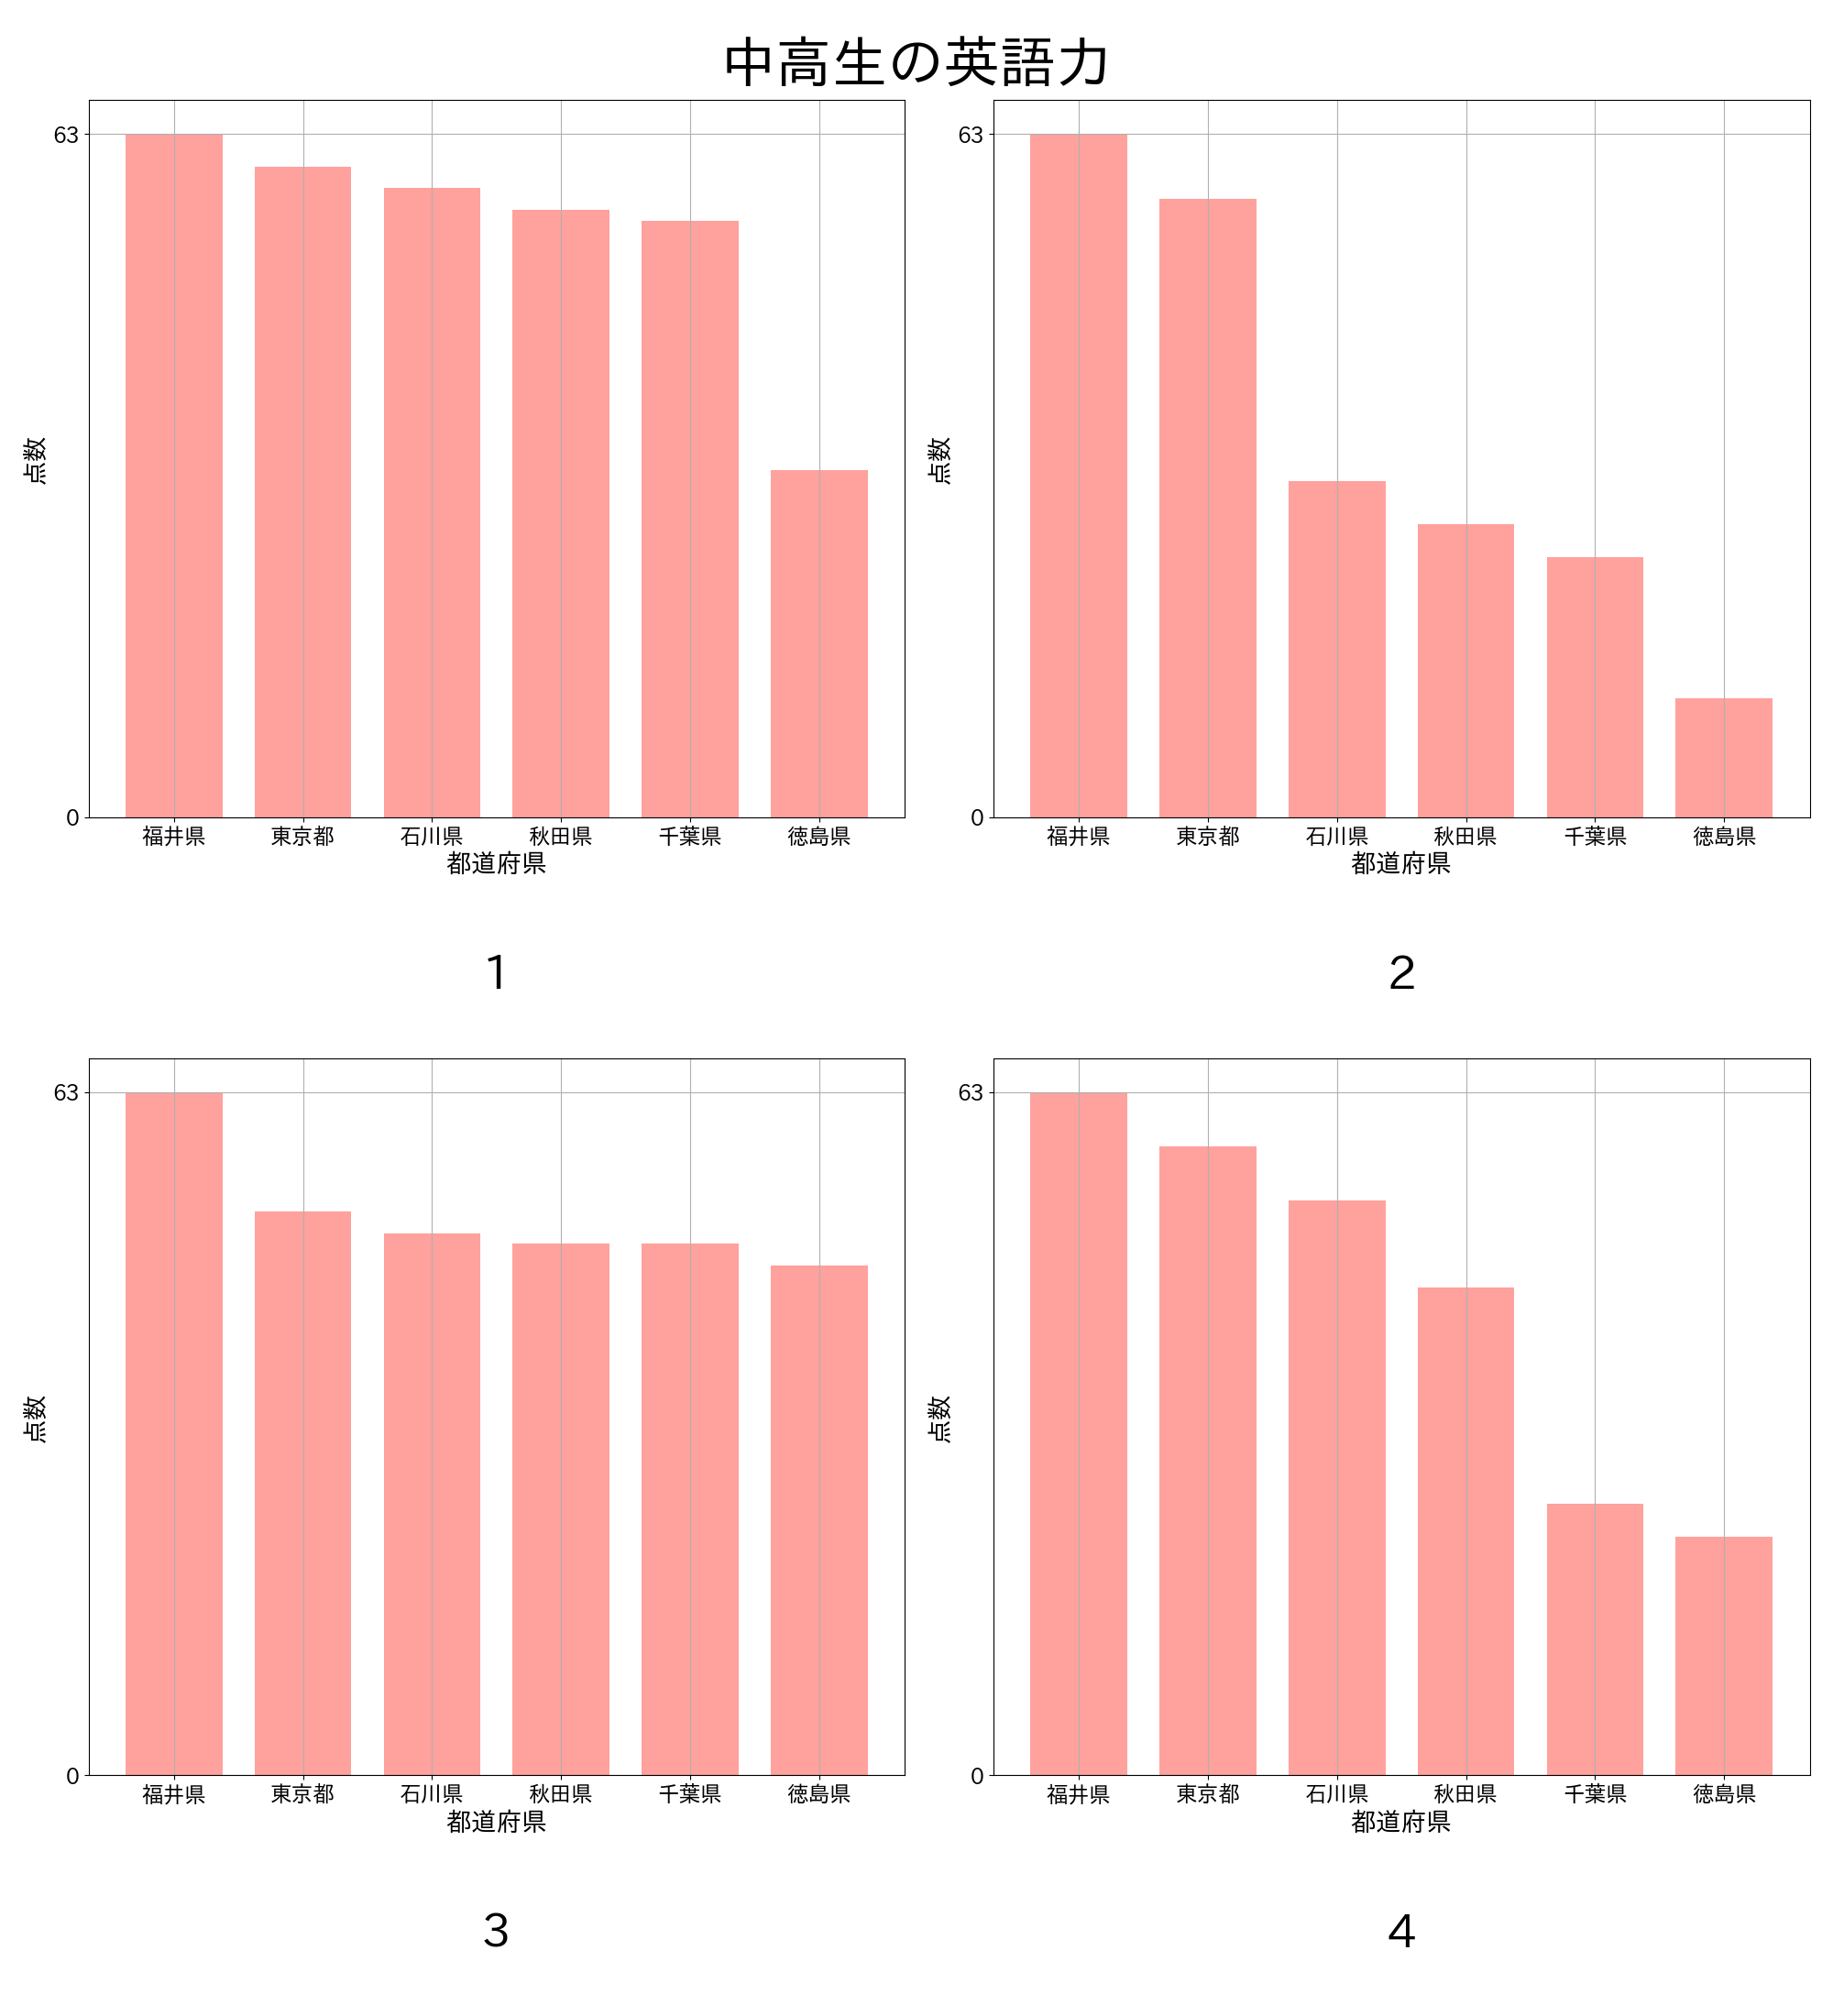 中高生の英語力
63
0
点数
福井県 東京都 石川県 秋田県 千葉県 徳島県
都道府県
1
63
0
点数
福井県 東京都 石川県 秋田県 千葉県 徳島県
都道府県
2
63
0
点数
福井県 東京都 石川県 秋田県 千葉県 徳島県
都道府県
3
63
0
点数
福井県 東京都 石川県 秋田県 千葉県 徳島県
都道府県
4